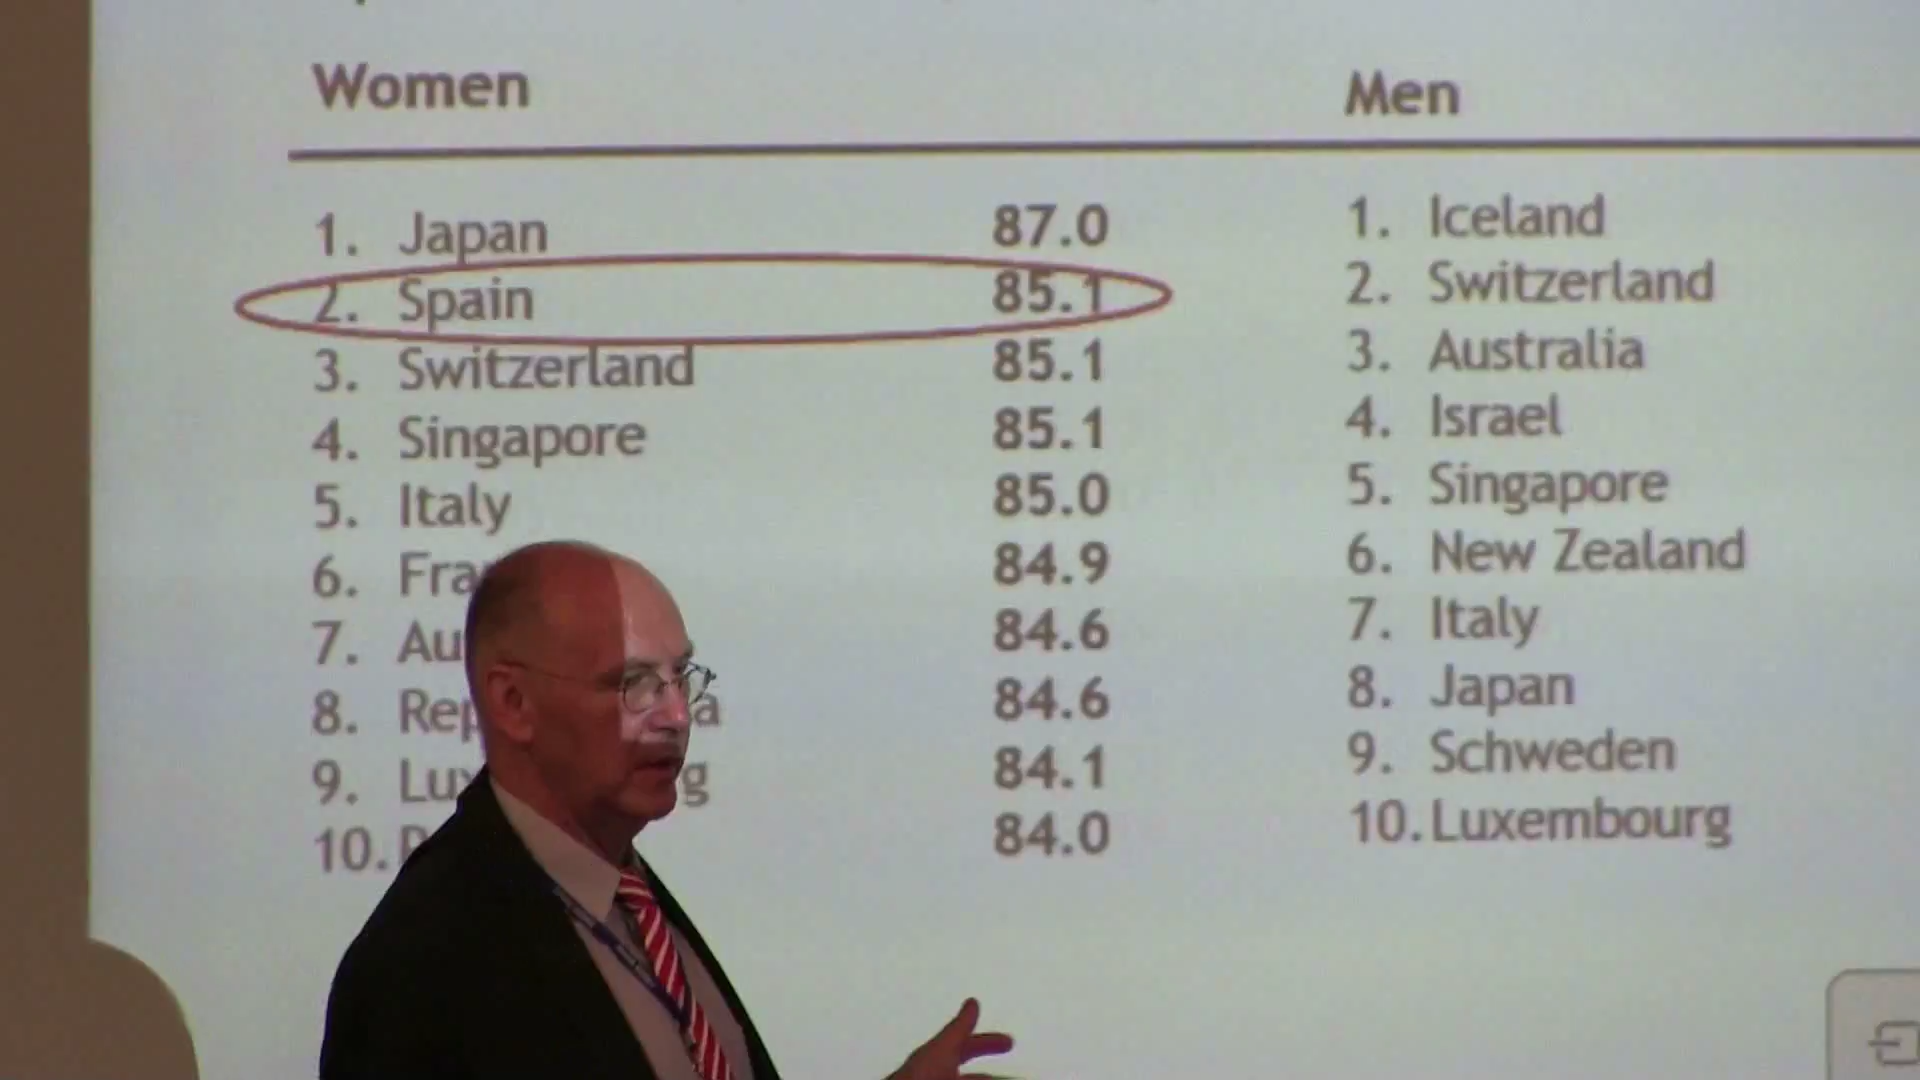 Women Men
1. Japan 87.0 1. Iceland
2. Spain 85.1 2. Switzerland
3. Switzerland 85.1 3. Australia
4. Singapore 85.1 4. Israel
5. Italy 85.0 5. Singapore
6. 84.9 6. New Zealand
7. 84.6 7. Italy
8. 84.6 8. Japan
9. 84.1 9. Schweden
10. 84.0 10. Luxembourg